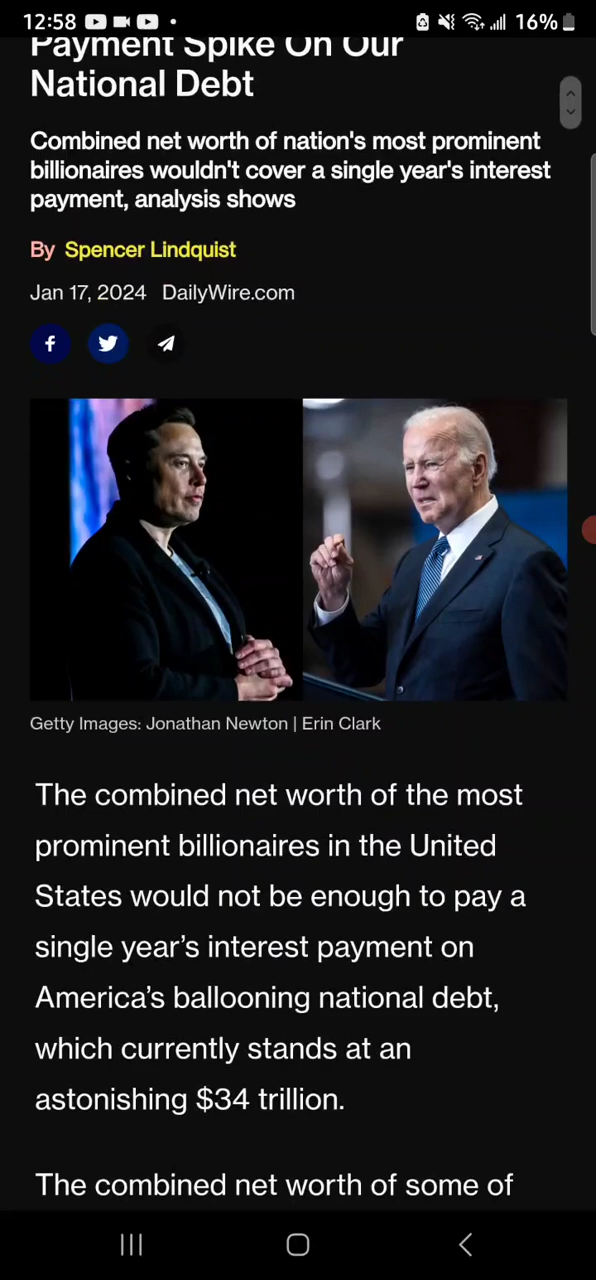 12:58
16%
Payment Spike On Our
National Debt
Combined net worth of nation's most prominent
billionaires wouldn't cover a single year's interest
payment, analysis shows
By Spencer Lindquist
Jan 17, 2024 DailyWire.com
Getty Images: Jonathan Newton | Erin Clark
The combined net worth of the most
prominent billionaires in the United
States would not be enough to pay a
single year’s interest payment on
America’s ballooning national debt,
which currently stands at an
astonishing $34 trillion.
The combined net worth of some of